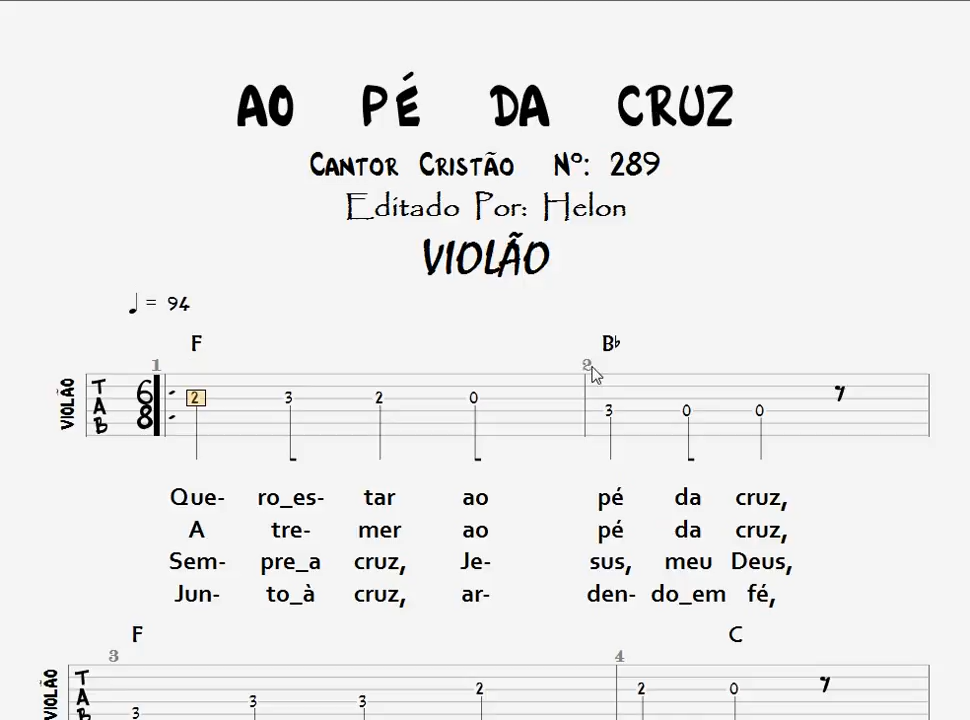 AO PÉ DA CRUZ
CANTOR CRISTÃO Nº: 289
Editado Por: Helon
VIOLÃO
♩ = 94
F B♭
1 2
VIOLÃO
T A B 6 8 2 3 2 0 3 0 0
Que- ro_es- tar ao pé da cruz,
A tre- mer ao pé da cruz,
Sem- pre_a cruz, Je- sus, meu Deus,
Jun- to_à cruz, ar- den- do_em fé,
F C
3 4
VIOLÃO
T A B 3 3 3 2 2 0